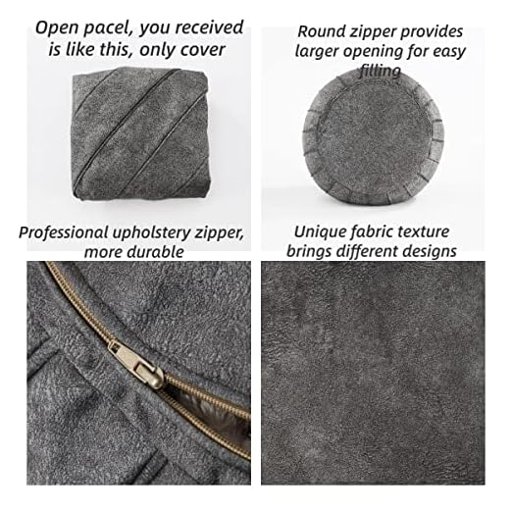 Open pacel, you received
is like this, only cover
Round zipper provides
larger opening for easy
filling
Professional upholstery zipper,
more durable
Unique fabric texture
brings different designs